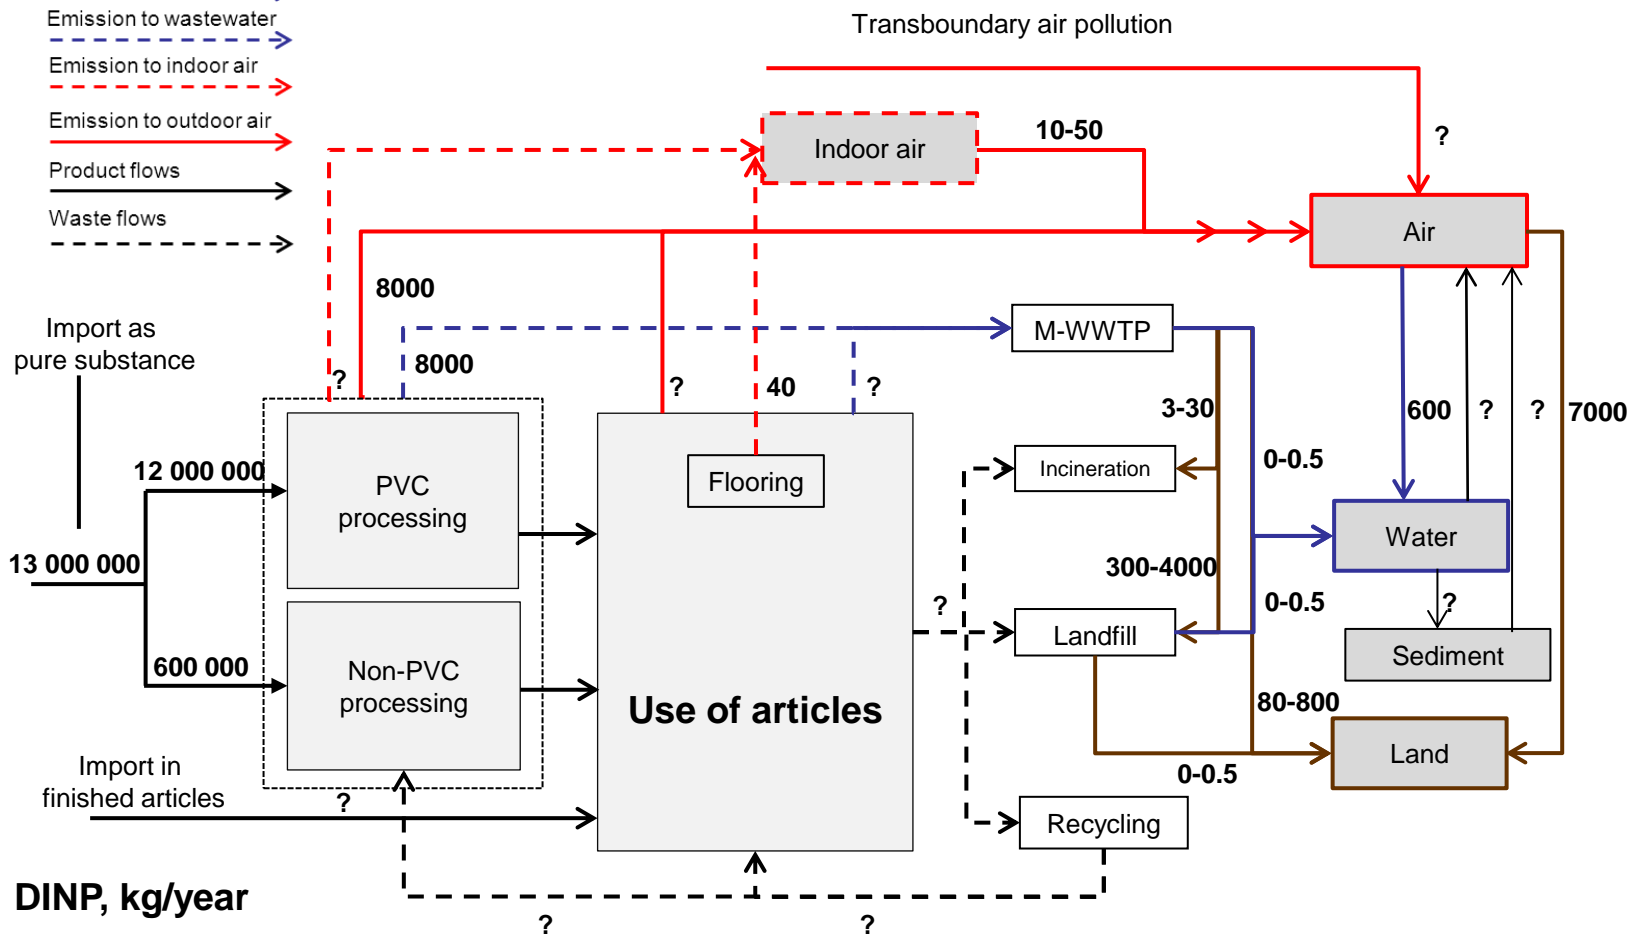 Emission to wastewater
Transboundary air pollution
Emission to indoor air
Emission to outdoor air
Product flows
Waste flows
Indoor air
10-50
?
Air
8000
8000
Import as
pure substance
M-WWTP
?
?
40
?
3-30
600
?
?
7000
12 000 000
PVC
processing
Flooring
Incineration
0-0.5
Water
13 000 000
300-4000
0-0.5
?
?
Landfill
Sediment
600 000
Non-PVC
processing
Use of articles
80-800
Land
0-0.5
Import in
finished articles
?
Recycling
DINP, kg/year
?
?